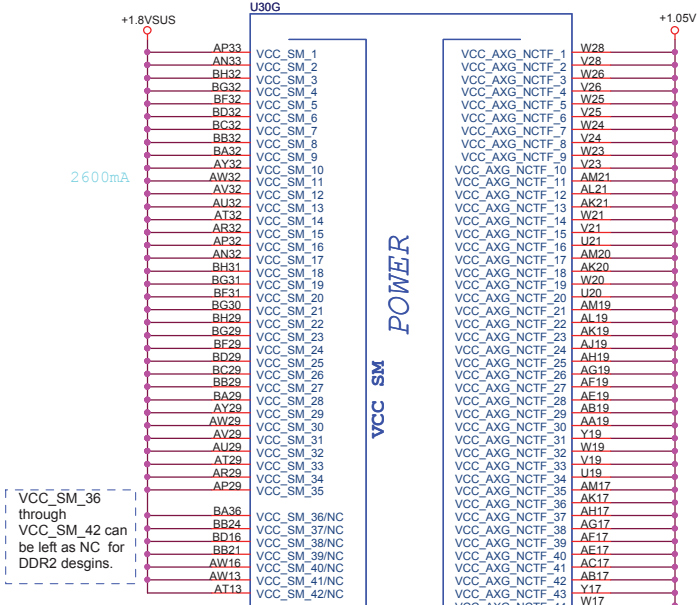 U30G
+1.8VSUS
+1.05V
AP33 VCC_SM_1 VCC_AXG_NCTF_1 W28
AN33 VCC_SM_2 VCC_AXG_NCTF_2 V28
BH32 VCC_SM_3 VCC_AXG_NCTF_3 W26
BG32 VCC_SM_4 VCC_AXG_NCTF_4 V26
BF32 VCC_SM_5 VCC_AXG_NCTF_5 W25
BD32 VCC_SM_6 VCC_AXG_NCTF_6 V25
BC32 VCC_SM_7 VCC_AXG_NCTF_7 W24
BB32 VCC_SM_8 VCC_AXG_NCTF_8 V24
BA32 VCC_SM_9 VCC_AXG_NCTF_9 W23
AY32 VCC_SM_10 VCC_AXG_NCTF_10 V23
2600mA
AW32 VCC_SM_11 VCC_AXG_NCTF_11 AM21
AV32 VCC_SM_12 VCC_AXG_NCTF_12 AL21
AU32 VCC_SM_13 VCC_AXG_NCTF_13 AK21
AT32 VCC_SM_14 VCC_AXG_NCTF_14 W21
AR32 VCC_SM_15 VCC_AXG_NCTF_15 V21
AP32 VCC_SM_16 VCC_AXG_NCTF_16 U21
AN32 VCC_SM_17 VCC_AXG_NCTF_17 AM20
BH31 VCC_SM_18 VCC_AXG_NCTF_18 AK20
BG31 VCC_SM_19 VCC_AXG_NCTF_19 W20
BF31 VCC_SM_20 VCC_AXG_NCTF_20 U20
BG30 VCC_SM_21 VCC_AXG_NCTF_21 AM19
BH29 VCC_SM_22 VCC_AXG_NCTF_22 AL19
BG29 VCC_SM_23 VCC_AXG_NCTF_23 AK19
BF29 VCC_SM_24 VCC_AXG_NCTF_24 AJ19
BD29 VCC_SM_25 VCC_AXG_NCTF_25 AH19
BC29 VCC_SM_26 VCC_AXG_NCTF_26 AG19
BB29 VCC_SM_27 VCC_AXG_NCTF_27 AF19
BA29 VCC_SM_28 VCC_AXG_NCTF_28 AE19
AY29 VCC_SM_29 VCC_AXG_NCTF_29 AB19
AW29 VCC_SM_30 VCC_AXG_NCTF_30 AA19
AV29 VCC_SM_31 VCC_AXG_NCTF_31 Y19
AU29 VCC_SM_32 VCC_AXG_NCTF_32 W19
AT29 VCC_SM_33 VCC_AXG_NCTF_33 V19
AR29 VCC_SM_34 VCC_AXG_NCTF_34 U19
AP29 VCC_SM_35 VCC_AXG_NCTF_35 AM17
VCC_AXG_NCTF_36 AK17
BA36 VCC_SM_36/NC VCC_AXG_NCTF_37 AH17
BB24 VCC_SM_37/NC VCC_AXG_NCTF_38 AG17
BD16 VCC_SM_38/NC VCC_AXG_NCTF_39 AF17
BB21 VCC_SM_39/NC VCC_AXG_NCTF_40 AE17
AW16 VCC_SM_40/NC VCC_AXG_NCTF_41 AC17
AW13 VCC_SM_41/NC VCC_AXG_NCTF_42 AB17
AT13 VCC_SM_42/NC VCC_AXG_NCTF_43 Y17
W17
POWER
VCC SM
VCC_SM_36
through
VCC_SM_42 can
be left as NC for
DDR2 desgins.